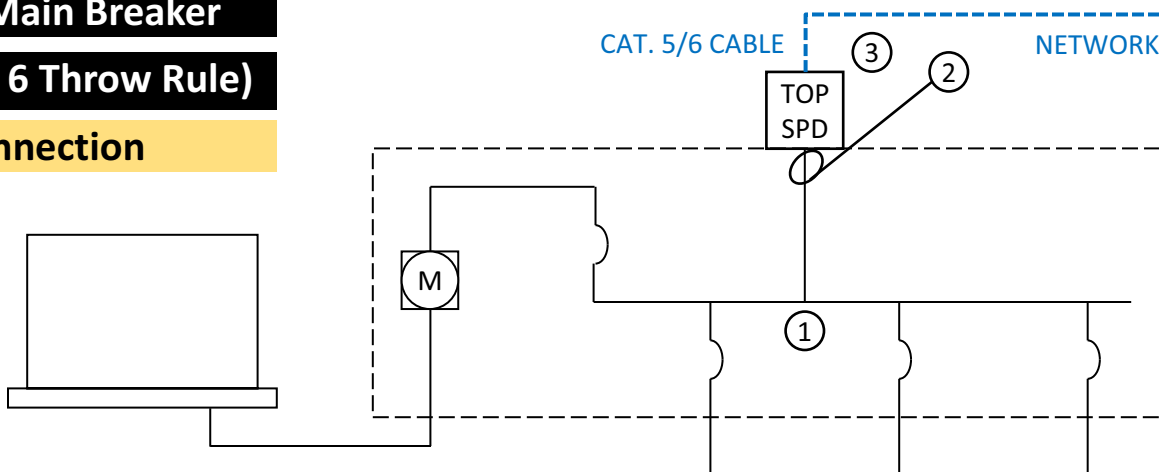 Main Breaker
6 Throw Rule)
nnection
CAT. 5/6 CABLE
3
NETWORK
2
TOP
SPD
M
1